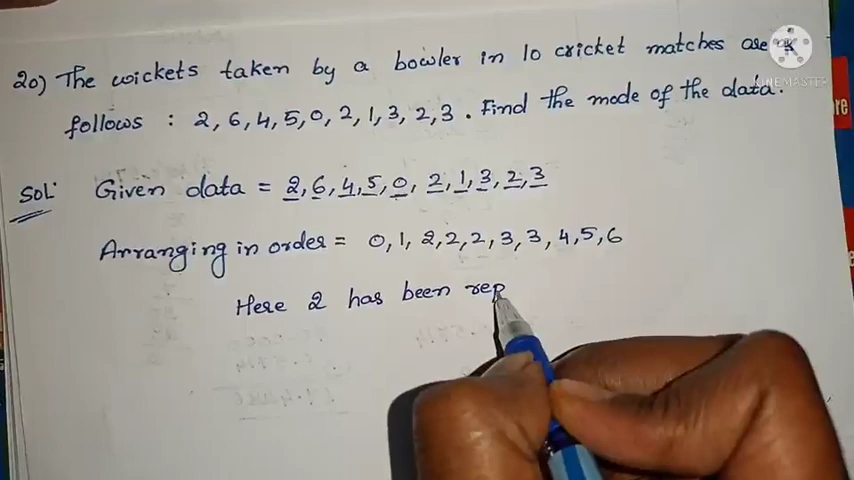 20) The wickets taken by a bowler in 10 cricket matches are as
follows : 2, 6, 4, 5, 0, 2, 1, 3, 2, 3. Find the mode of the data.
SOL: Given data = 2, 6, 4, 5, 0, 2, 1, 3, 2, 3
Arranging in order = 0, 1, 2, 2, 2, 3, 3, 4, 5, 6
Here 2 has been rep
KINEMASTER